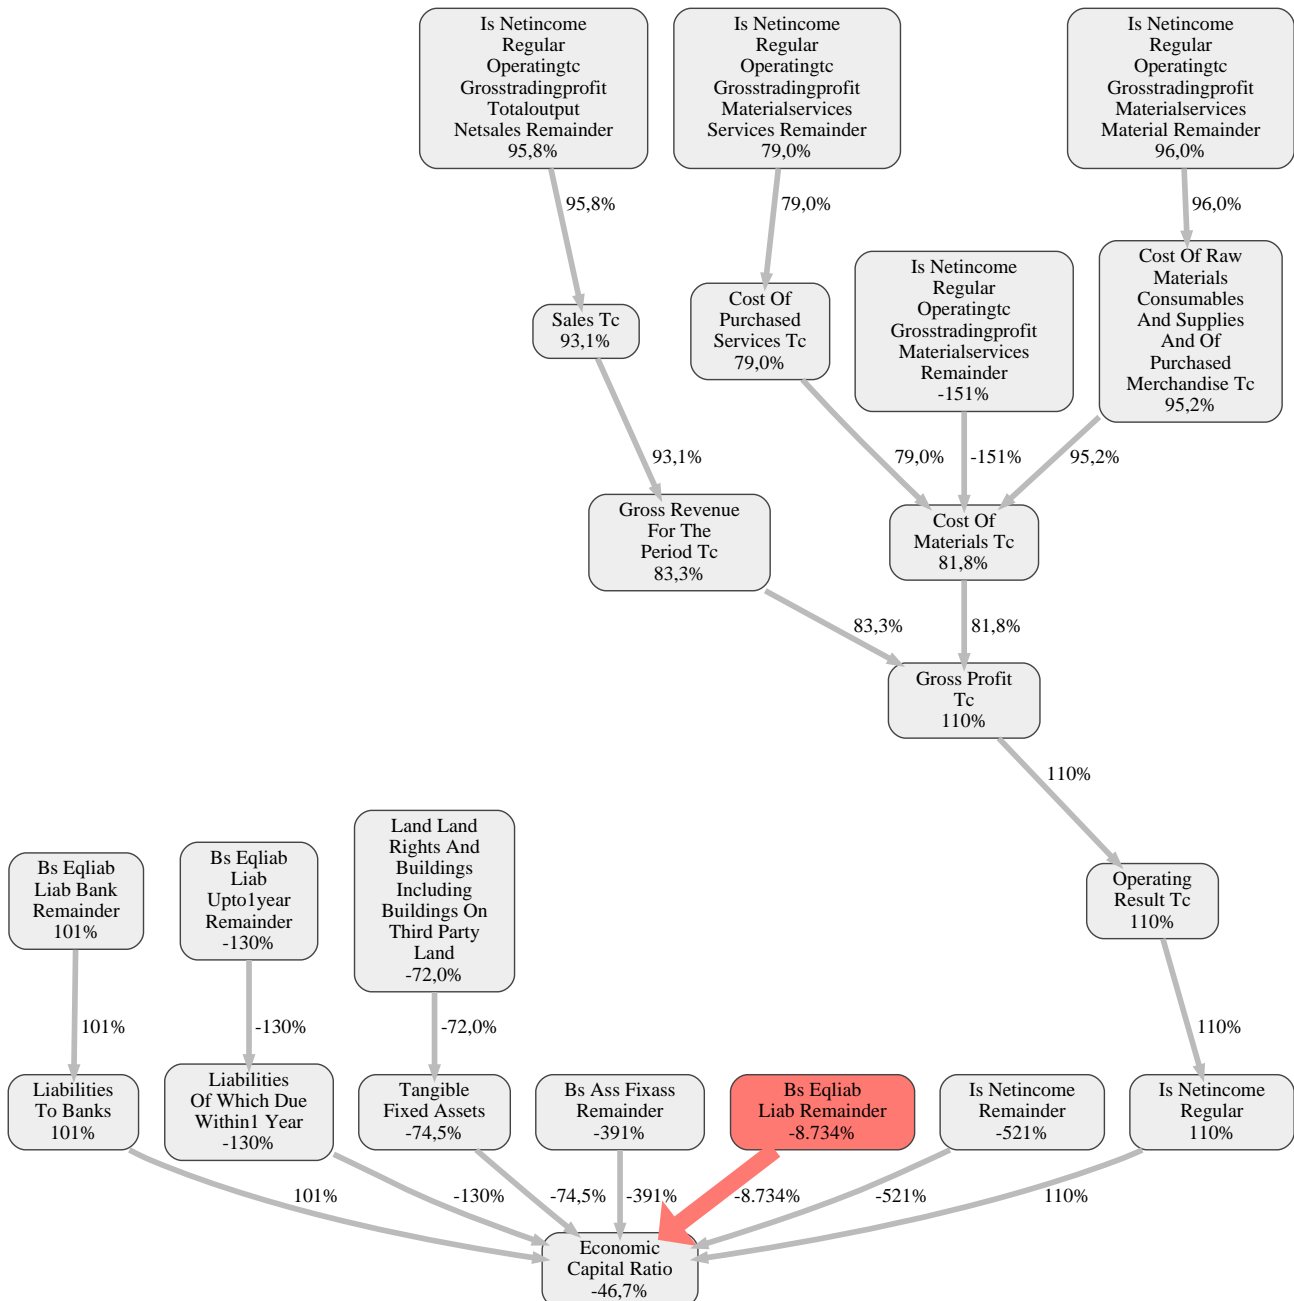 Is Netincome
Regular
Operatingtc
Grosstradingprofit
Totaloutput
Netsales Remainder
95,8%
Is Netincome
Regular
Operatingtc
Grosstradingprofit
Materialservices
Services Remainder
79,0%
Is Netincome
Regular
Operatingtc
Grosstradingprofit
Materialservices
Material Remainder
96,0%
95,8%
79,0%
96,0%
Sales Tc
93,1%
Cost Of
Purchased
Services Tc
79,0%
Is Netincome
Regular
Operatingtc
Grosstradingprofit
Materialservices
Remainder
-151%
Cost Of Raw
Materials
Consumables
And Supplies
And Of
Purchased
Merchandise Tc
95,2%
93,1%
79,0%
-151%
95,2%
Gross Revenue
For The
Period Tc
83,3%
Cost Of
Materials Tc
81,8%
83,3%
81,8%
Gross Profit
Tc
110%
110%
Bs Eqliab
Liab Bank
Remainder
101%
Bs Eqliab
Liab
Upto1year
Remainder
-130%
Land Land
Rights And
Buildings
Including
Buildings On
Third Party
Land
-72,0%
Operating
Result Tc
110%
101%
-130%
-72,0%
110%
Liabilities
To Banks
101%
Liabilities
Of Which Due
Within1 Year
-130%
Tangible
Fixed Assets
-74,5%
Bs Ass Fixass
Remainder
-391%
Bs Eqliab
Liab Remainder
-8.734%
Is Netincome
Remainder
-521%
Is Netincome
Regular
110%
101%
-130%
-74,5%
-391%
-8.734%
-521%
110%
Economic
Capital Ratio
-46,7%